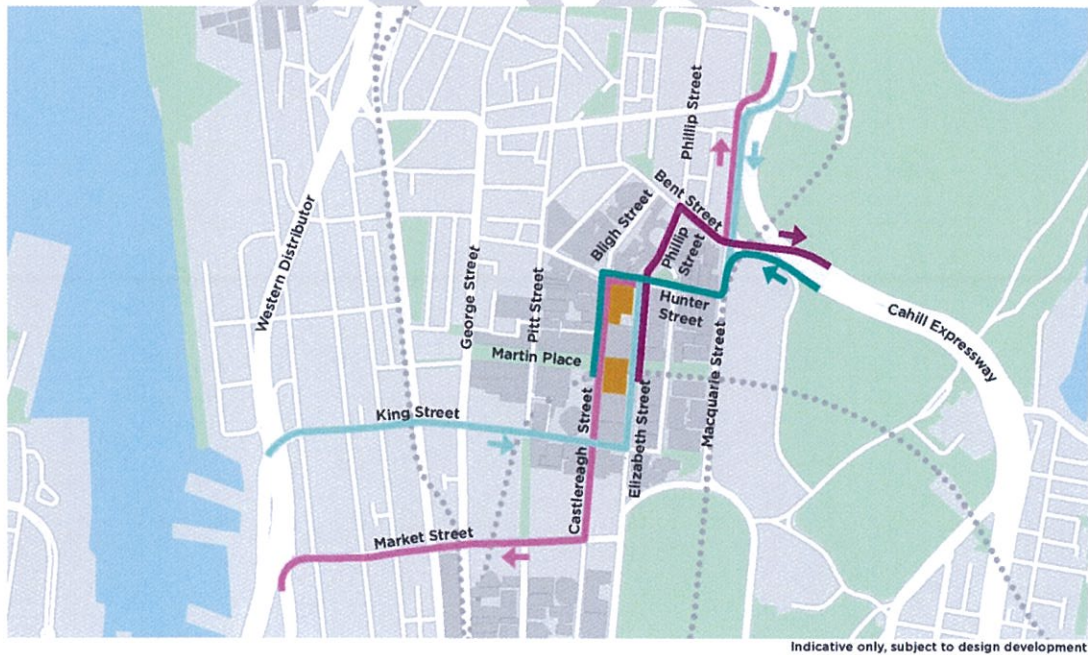 Phillip Street
Bent Street
Bligh Street
Phillip
Street
Western Distributor
George Street
Pitt Street
Hunter
Street
Cahill Expressway
Martin Place
Macquarie Street
King Street
Castlereagh Street
Elizabeth Street
Market Street
Indicative only, subject to design development